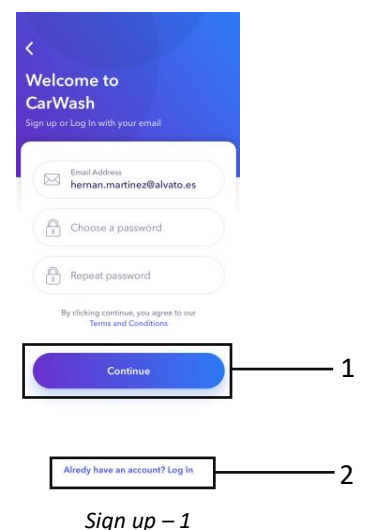 Welcome to
CarWash
Sign up or Log In with your email
Email Address
hernan.martinez@alvato.es
Choose a password
Repeat password
By clicking continue, you agree to our
Terms and Conditions
Continue
1
Alredy have an account? Log In
2
Sign up – 1